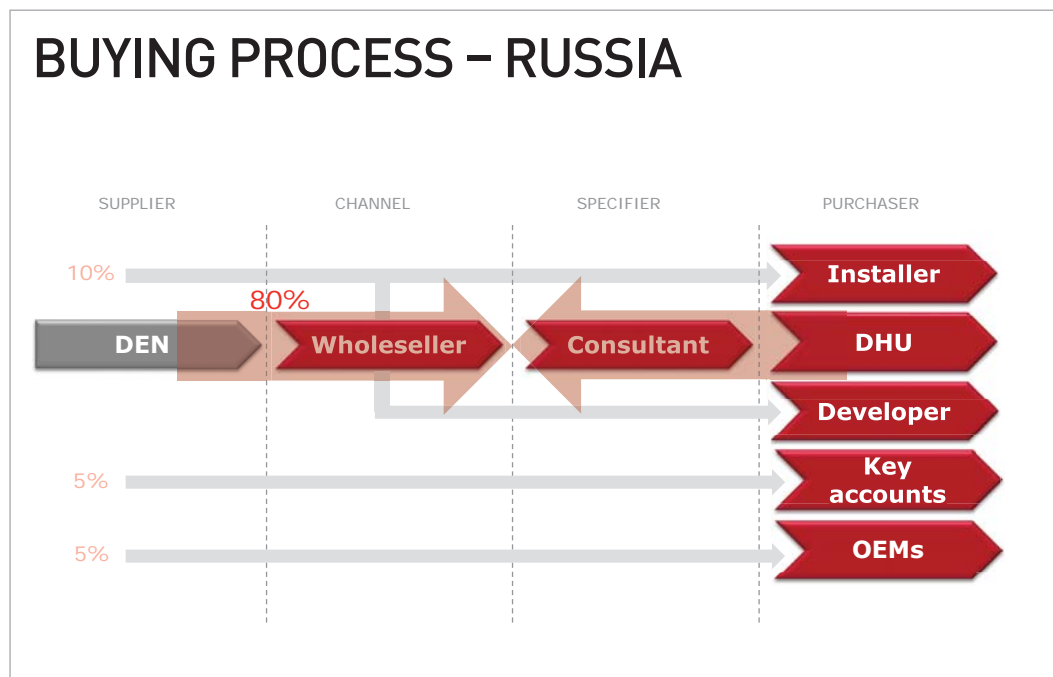 BUYING PROCESS – RUSSIA
SUPPLIER
CHANNEL
SPECIFIER
PURCHASER
10%
Installer
80%
DEN
Wholeseller
Consultant
DHU
Developer
5%
Key
accounts
5%
OEMs